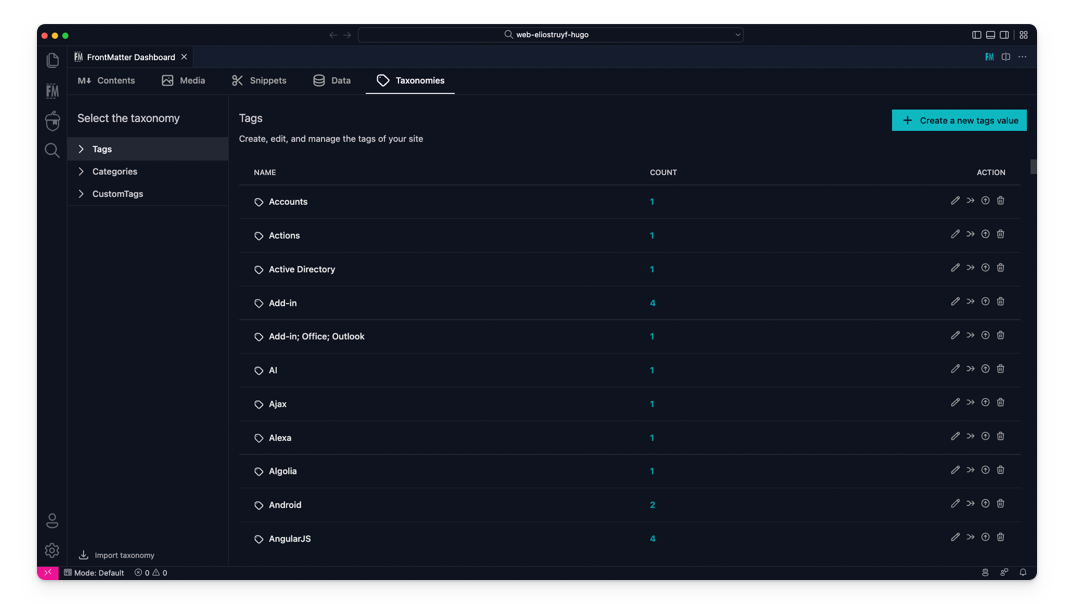 web-eliostruyf-hugo
FM FrontMatter Dashboard
FM
M Contents Media Snippets Data Taxonomies
FM
Select the taxonomy
Tags
Categories
CustomTags
Import taxonomy
Tags
Create, edit, and manage the tags of your site
Create a new tags value
NAME COUNT ACTION
Accounts 1
Actions 1
Active Directory 1
Add-in 4
Add-in; Office; Outlook 1
AI 1
Ajax 1
Alexa 1
Algolia 1
Android 2
AngularJS 4
Mode: Default 0 0